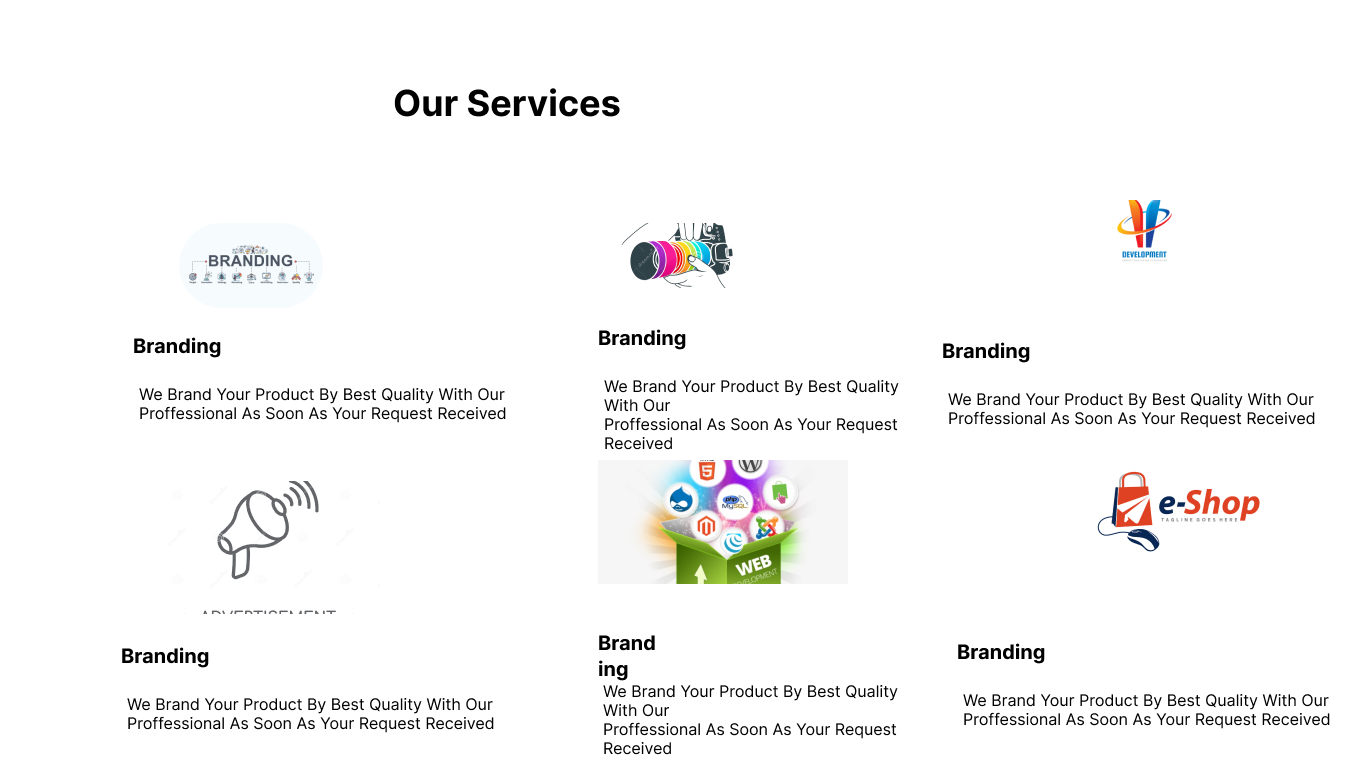 Our Services
BRANDING
DEVELOPMENT
Branding
Branding
Branding
We Brand Your Product By Best Quality With Our
Proffessional As Soon As Your Request Received
We Brand Your Product By Best Quality
With Our
Proffessional As Soon As Your Request
Received
We Brand Your Product By Best Quality With Our
Proffessional As Soon As Your Request Received
ADVERTISEMENT
5
W
php
MySQL
WEB
DEVELOPMENT
e-Shop
TAGLINE GOES HERE
Branding
Brand
ing
Branding
We Brand Your Product By Best Quality With Our
Proffessional As Soon As Your Request Received
We Brand Your Product By Best Quality
With Our
Proffessional As Soon As Your Request
Received
We Brand Your Product By Best Quality With Our
Proffessional As Soon As Your Request Received